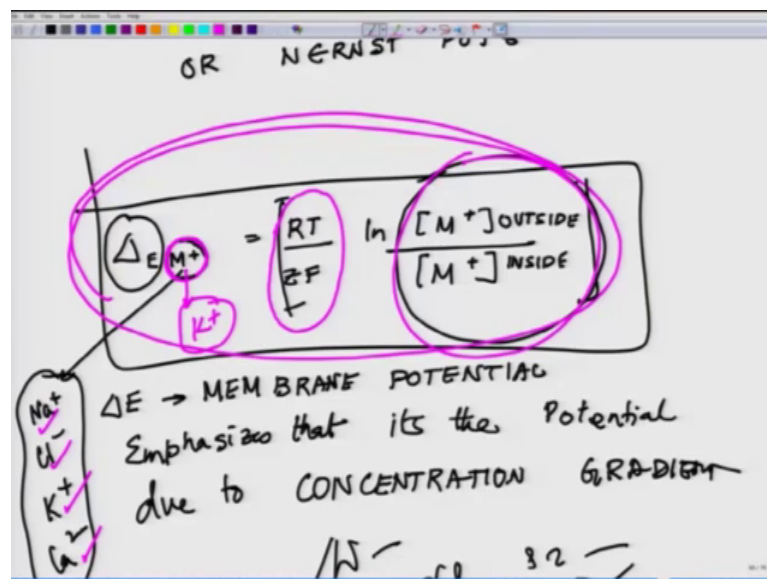 OR NERNST
ΔE M+ = RT/ZF ln [M+] OUTSIDE / [M+] INSIDE
K+
Na+
Cl-
K+
Ca2-
ΔE → MEMBRANE POTENTIAL
Emphasizes that its the Potential
due to CONCENTRATION GRADIENT